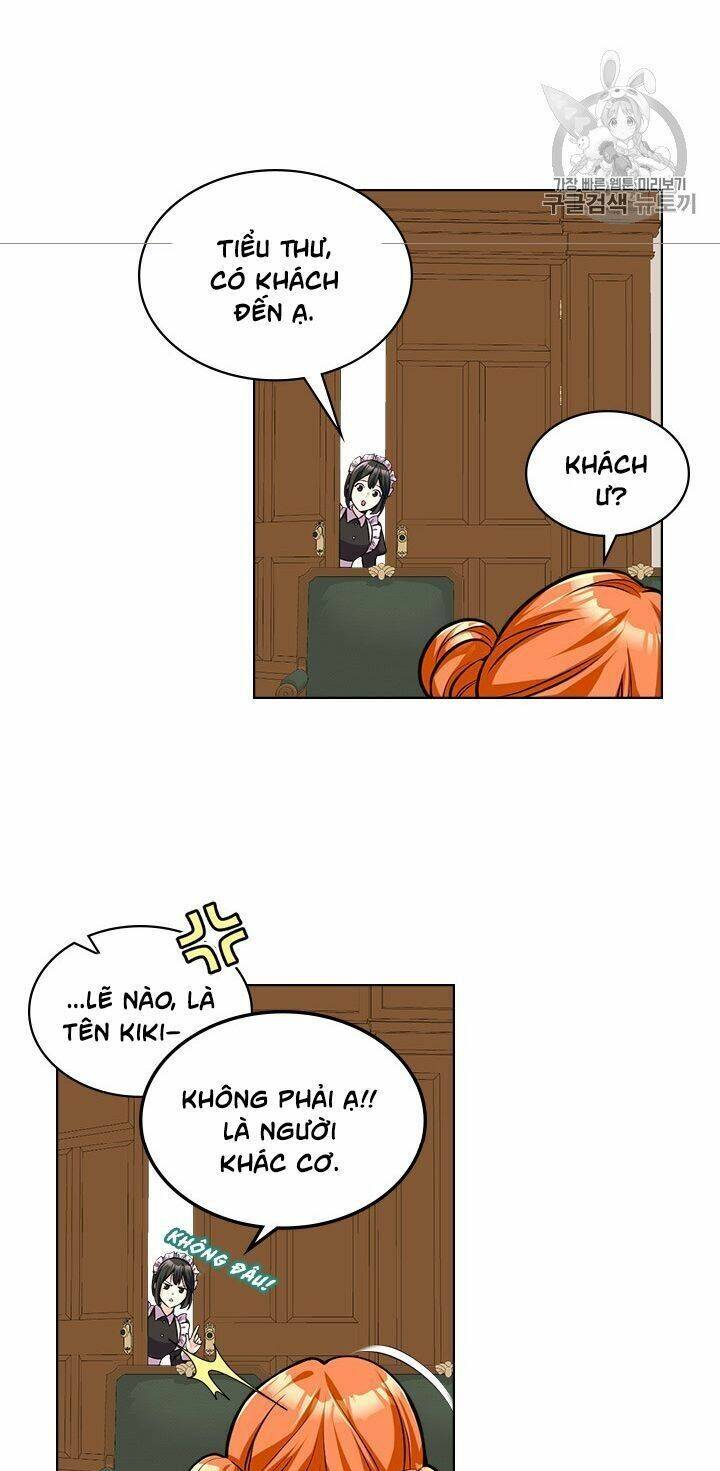 가장 빠른 웹툰 미리보기
구글검색 뉴토끼
TIỂU THƯ,
CÓ KHÁCH
ĐẾN Ạ.
KHÁCH
Ư?
...LẼ NÀO, LÀ
TÊN KIKI-
KHÔNG PHẢI Ạ!!
LÀ NGƯỜI
KHÁC CƠ.
KHÔNG ĐÂU!